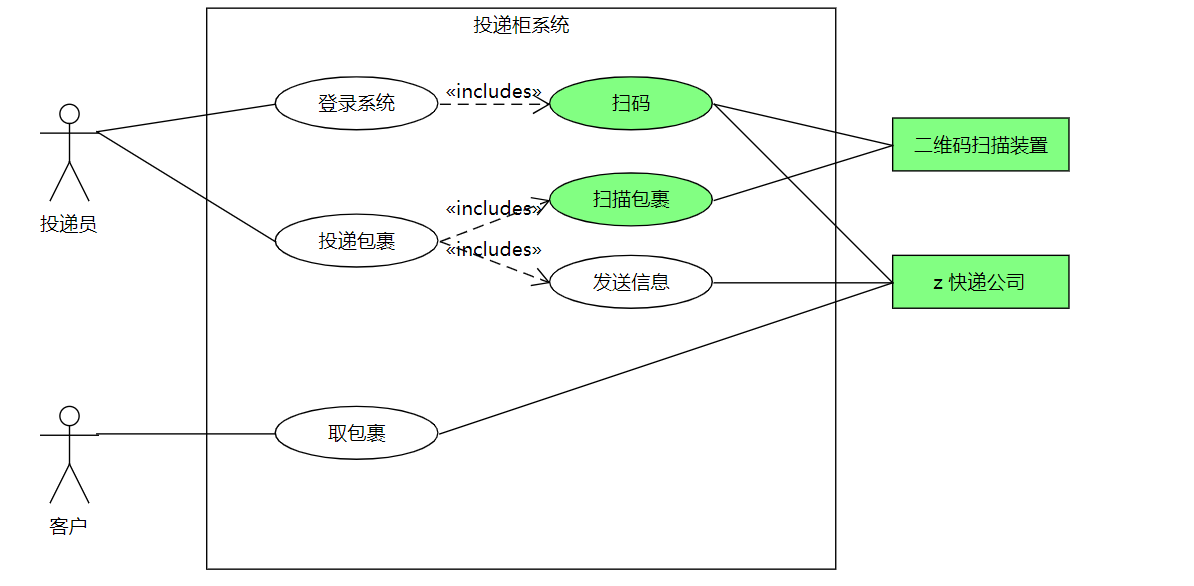 投递柜系统
登录系统
«includes»
扫码
二维码扫描装置
投递员
投递包裹
«includes»
扫描包裹
«includes»
发送信息
z 快递公司
取包裹
客户